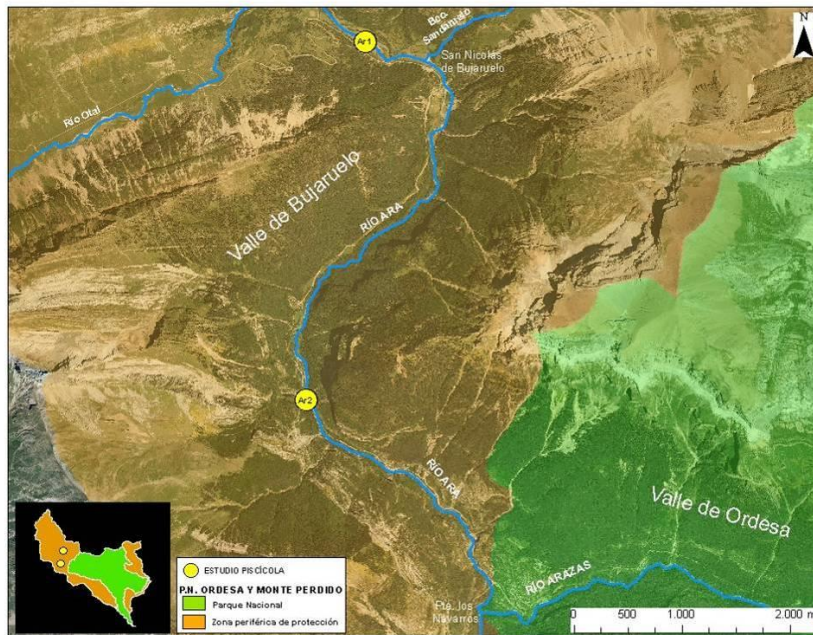 N
Ar1
Bco. Sandaruelo
San Nicolás
de Bujaruelo
Río Otal
Valle de Bujaruelo
RÍO ARA
Ar2
RÍO ARA
Valle de Ordesa
RÍO ARAZAS
Pte. los
Navarros
ESTUDIO PISCÍCOLA
P.N. ORDESA Y MONTE PERDIDO
Parque Nacional
Zona periférica de protección
0 500 1.000 2.000 m